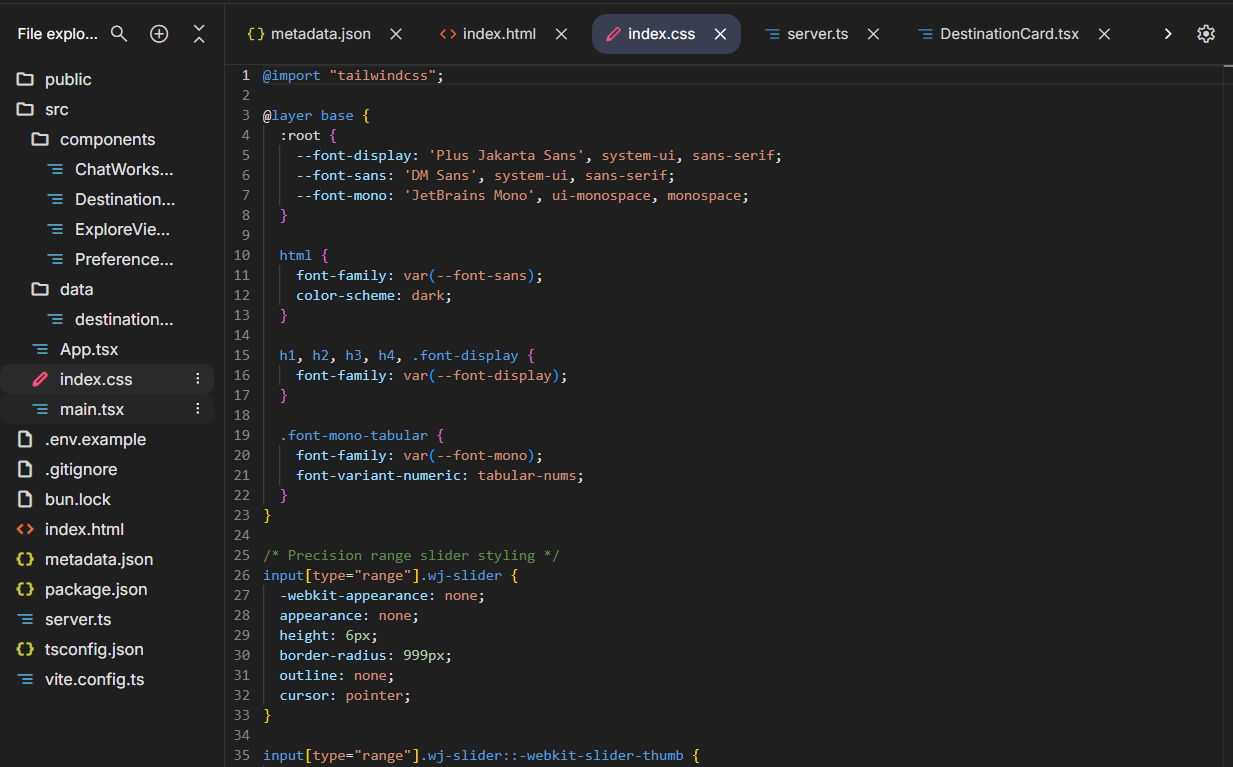 File explo...
metadata.json
index.html
index.css
server.ts
DestinationCard.tsx
public
src
components
ChatWorks...
Destination...
ExploreVie...
Preference...
data
destination...
App.tsx
index.css
main.tsx
.env.example
.gitignore
bun.lock
index.html
metadata.json
package.json
server.ts
tsconfig.json
vite.config.ts
1 @import "tailwindcss";
2
3 @layer base {
4   :root {
5     --font-display: 'Plus Jakarta Sans', system-ui, sans-serif;
6     --font-sans: 'DM Sans', system-ui, sans-serif;
7     --font-mono: 'JetBrains Mono', ui-monospace, monospace;
8   }
9
10   html {
11     font-family: var(--font-sans);
12     color-scheme: dark;
13   }
14
15   h1, h2, h3, h4, .font-display {
16     font-family: var(--font-display);
17   }
18
19   .font-mono-tabular {
20     font-family: var(--font-mono);
21     font-variant-numeric: tabular-nums;
22   }
23 }
24
25 /* Precision range slider styling */
26 input[type="range"].wj-slider {
27   -webkit-appearance: none;
28   appearance: none;
29   height: 6px;
30   border-radius: 999px;
31   outline: none;
32   cursor: pointer;
33 }
34
35 input[type="range"].wj-slider::-webkit-slider-thumb {